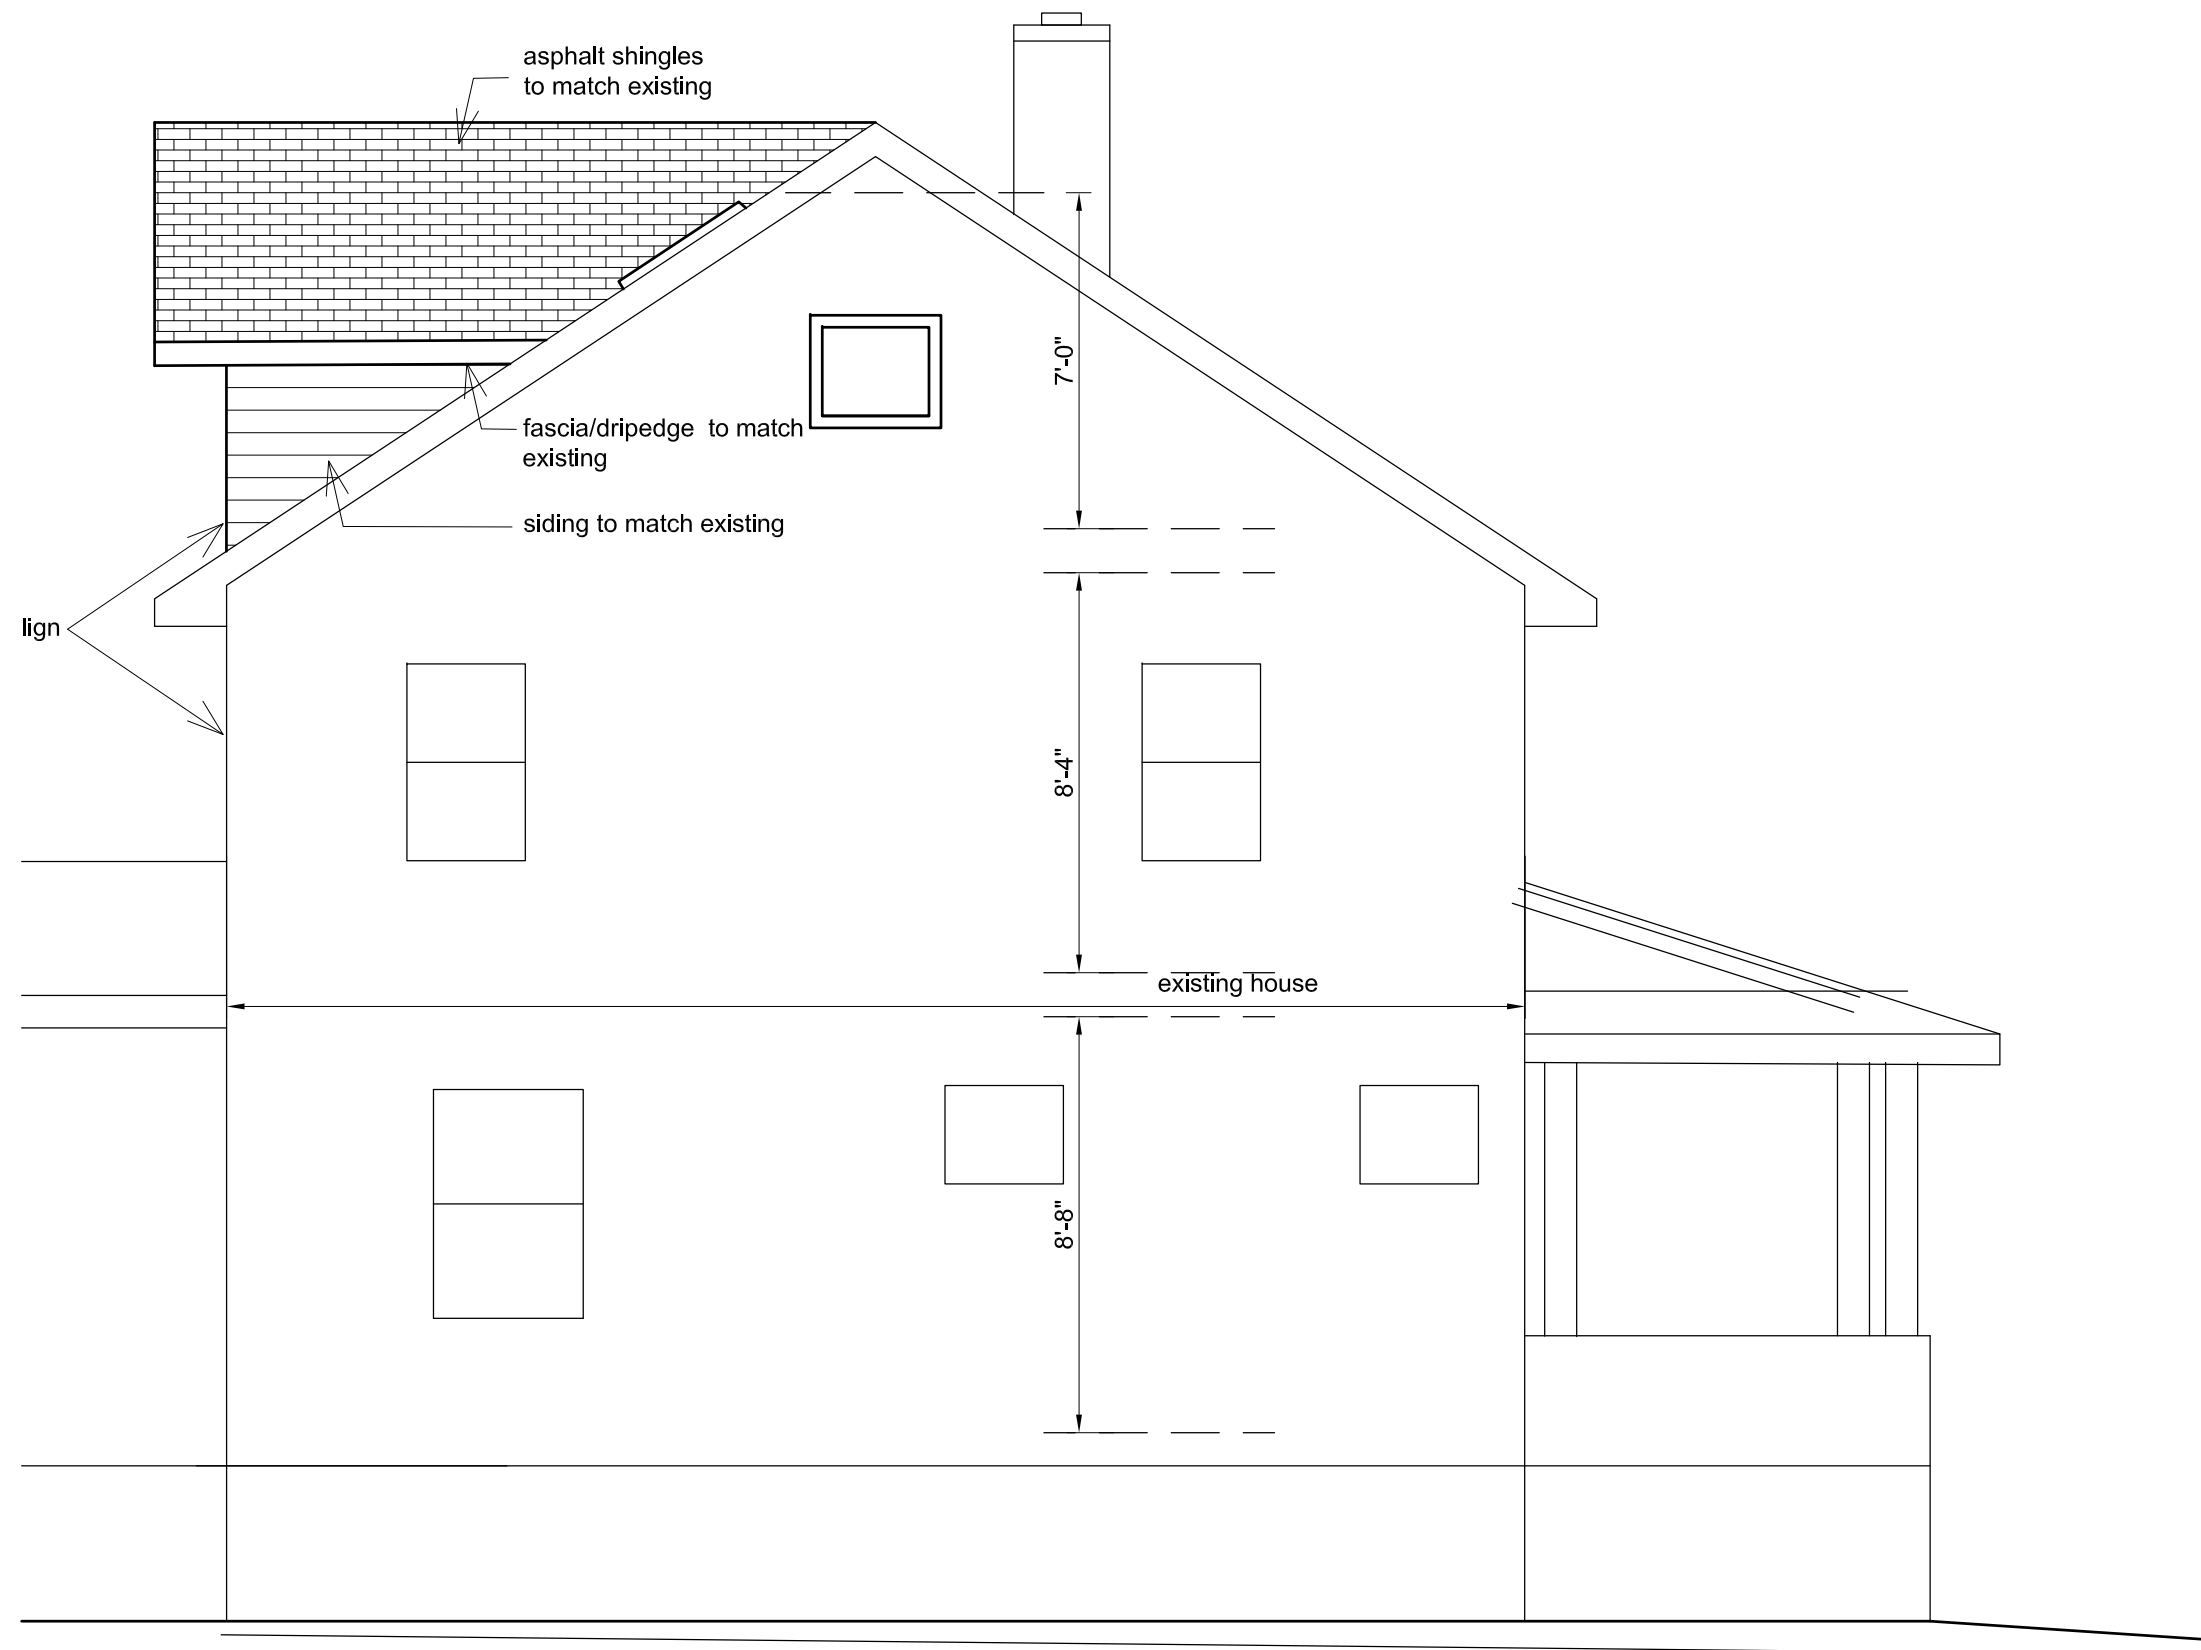 asphalt shingles
to match existing
7'-0"
fascia/dripedge to match
existing
siding to match existing
lign
8'-4"
existing house
8'-8"